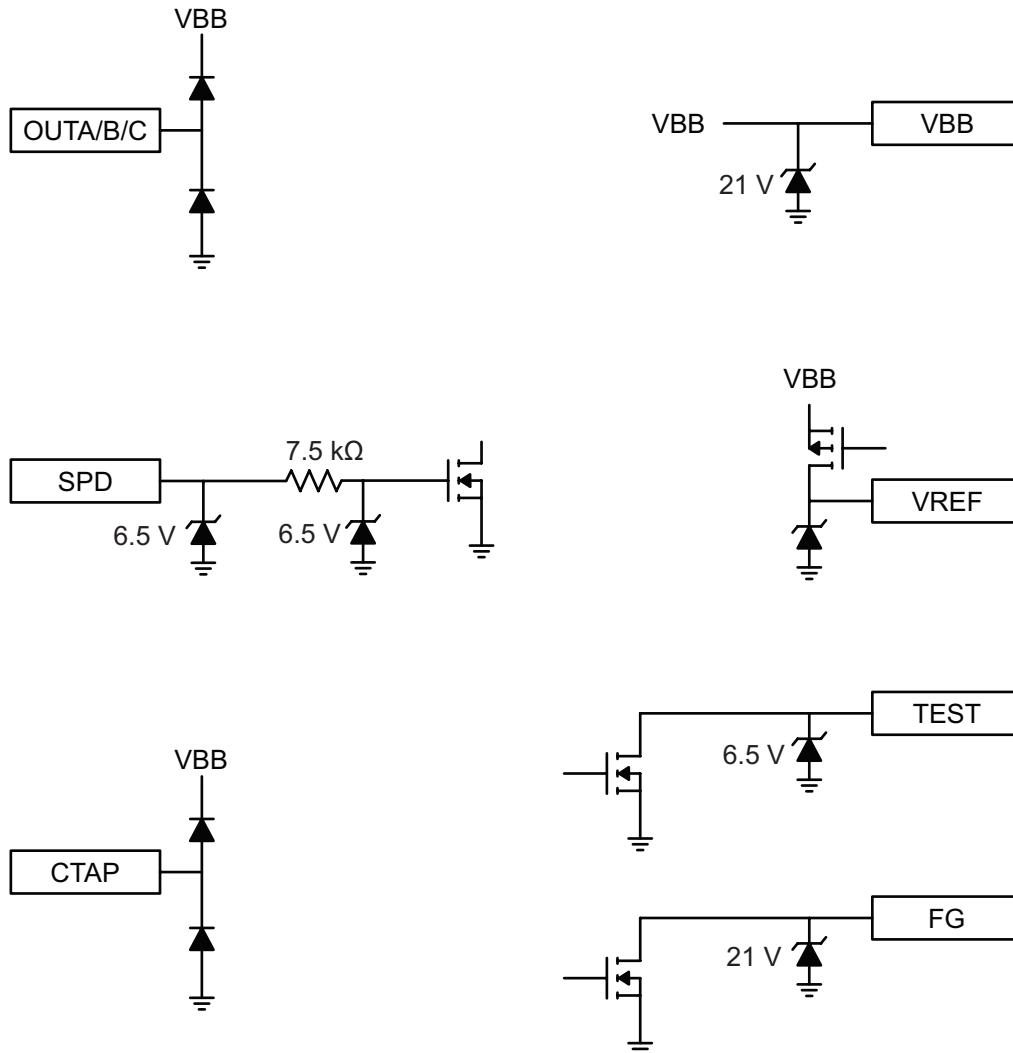 VBB
OUTA/B/C
VBB
VBB
21 V
VBB
7.5 kΩ
SPD
6.5 V
6.5 V
VREF
TEST
6.5 V
VBB
CTAP
FG
21 V